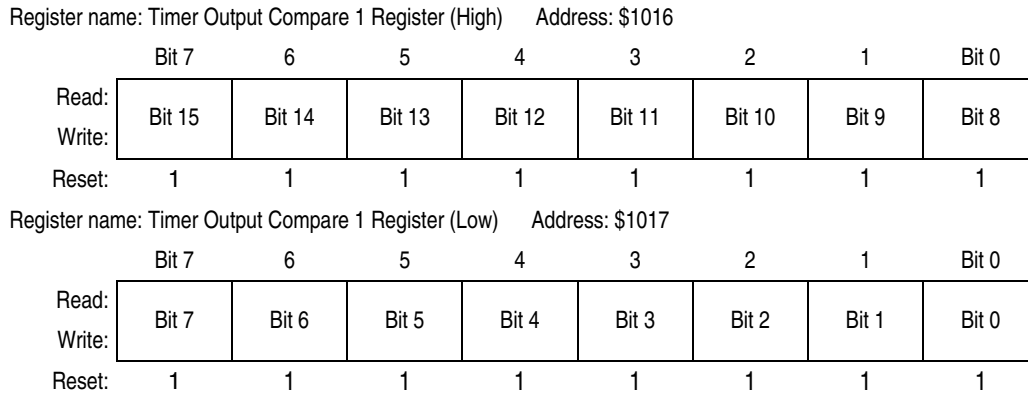 Register name: Timer Output Compare 1 Register (High) Address: $1016
Bit 7 6 5 4 3 2 1 Bit 0
Read:
Bit 15 Bit 14 Bit 13 Bit 12 Bit 11 Bit 10 Bit 9 Bit 8
Write:
Reset: 1 1 1 1 1 1 1 1
Register name: Timer Output Compare 1 Register (Low) Address: $1017
Bit 7 6 5 4 3 2 1 Bit 0
Read:
Bit 7 Bit 6 Bit 5 Bit 4 Bit 3 Bit 2 Bit 1 Bit 0
Write:
Reset: 1 1 1 1 1 1 1 1